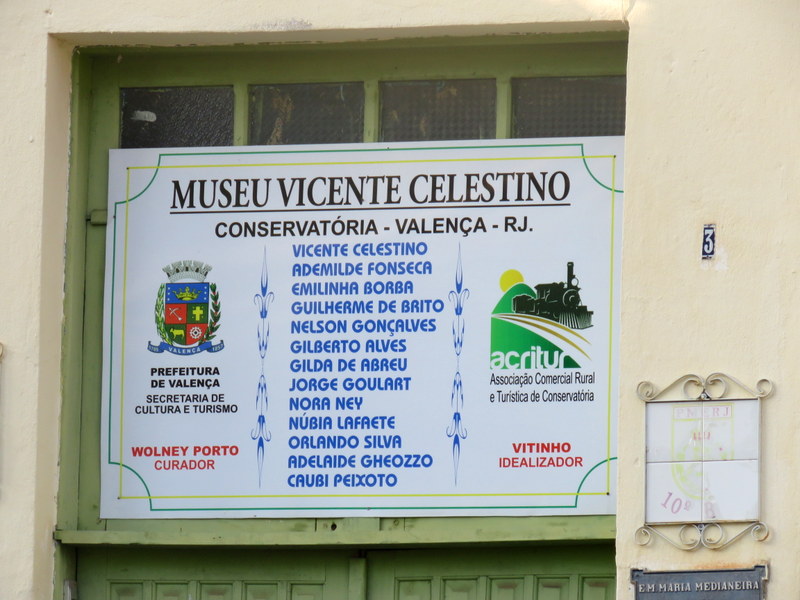 MUSEU VICENTE CELESTINO
CONSERVATÓRIA - VALENÇA - RJ.
VICENTE CELESTINO
ADEMILDE FONSECA
EMILINHA BORBA
GUILHERME DE BRITO
NELSON GONÇALVES
GILBERTO ALVES
GILDA DE ABREU
JORGE GOULART
NORA NEY
NÚBIA LAFAETE
ORLANDO SILVA
ADELAIDE GHEOZZO
CAUBI PEIXOTO
VALENÇA
PREFEITURA
DE VALENÇA
SECRETARIA DE
CULTURA E TURISMO
WOLNEY PORTO
CURADOR
acritur
Associação Comercial Rural
e Turística de Conservatória
VITINHO
IDEALIZADOR
3
10º
EM MARIA MEDIANEIRA